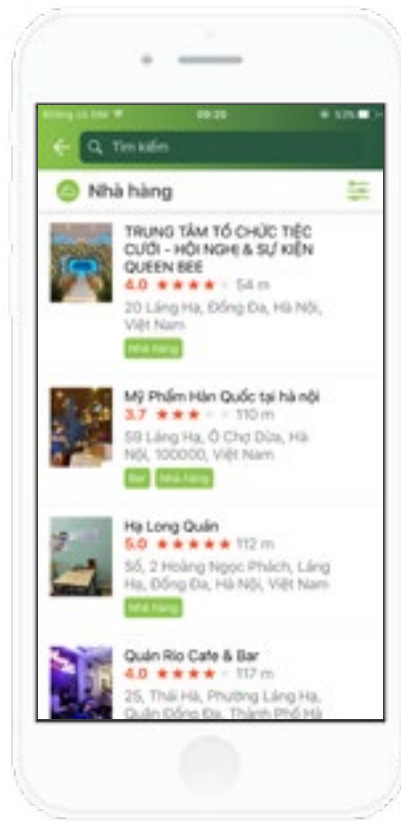 Không có SIM 09:20 53%
Tìm kiếm
Nhà hàng
TRUNG TÂM TỔ CHỨC TIỆC
CƯỚI - HỘI NGHỊ & SỰ KIỆN
QUEEN BEE
4.0 54 m
20 Láng Hạ, Đống Đa, Hà Nội,
Việt Nam
Nhà hàng
Mỹ Phẩm Hàn Quốc tại hà nội
3.7 110 m
59 Láng Hạ, Ô Chợ Dừa, Hà
Nội, 100000, Việt Nam
Bar Nhà hàng
Hạ Long Quán
5.0 112 m
Số, 2 Hoàng Ngọc Phách, Láng
Hạ, Đống Đa, Hà Nội, Việt Nam
Nhà hàng
Quán Rio Cafe & Bar
4.0 117 m
25, Thái Hà, Phường Láng Hạ,
Quận Đống Đa, Thành Phố Hà